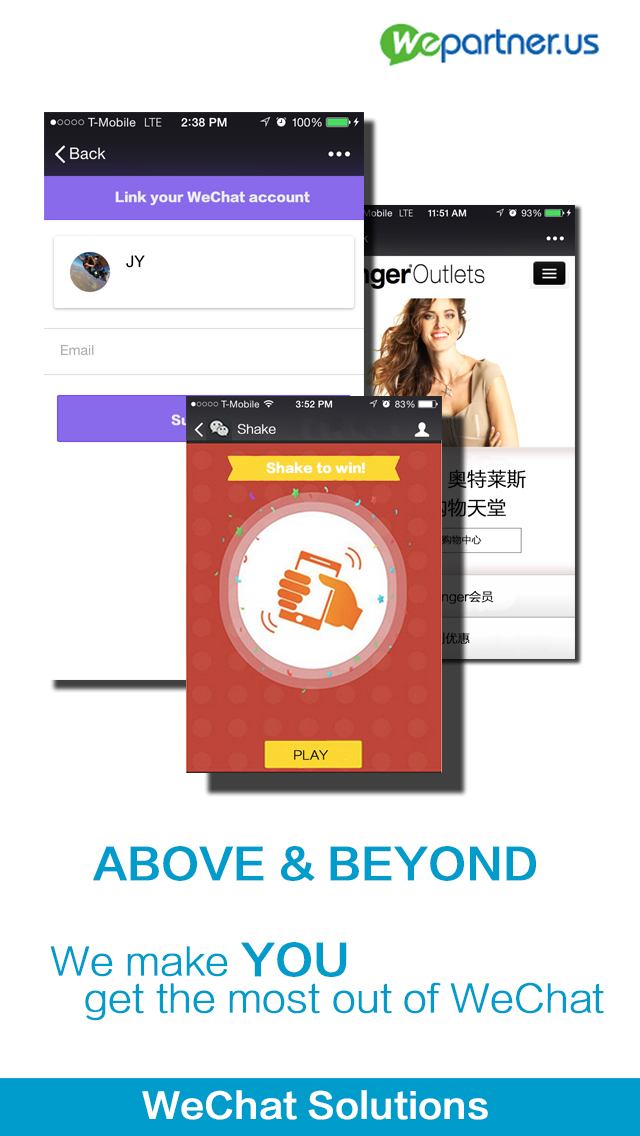 Wepartner.us
T-Mobile LTE 2:38 PM 100%
Back
Link your WeChat account
JY
Email
Mobile LTE 11:51 AM 93%
nger Outlets
奥特莱斯
购物天堂
购物中心
nger会员
优惠
T-Mobile 3:52 PM 83%
Shake
Shake to win!
PLAY
ABOVE & BEYOND
We make YOU
get the most out of WeChat
WeChat Solutions